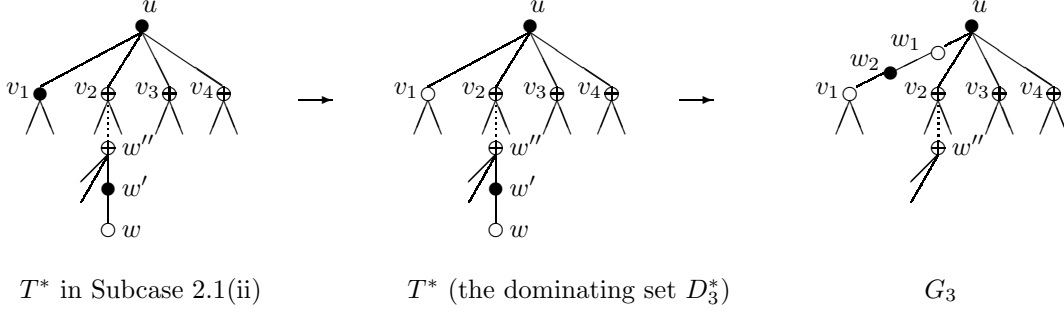 u u u
w₁
w₂
v₁ v₂ v₃ v₄ v₁ v₂ v₃ v₄ v₁ v₂ v₃ v₄
w′′ w′′ w′′
w′ w′
w w
T* in Subcase 2.1(ii) T* (the dominating set D₃*) G₃